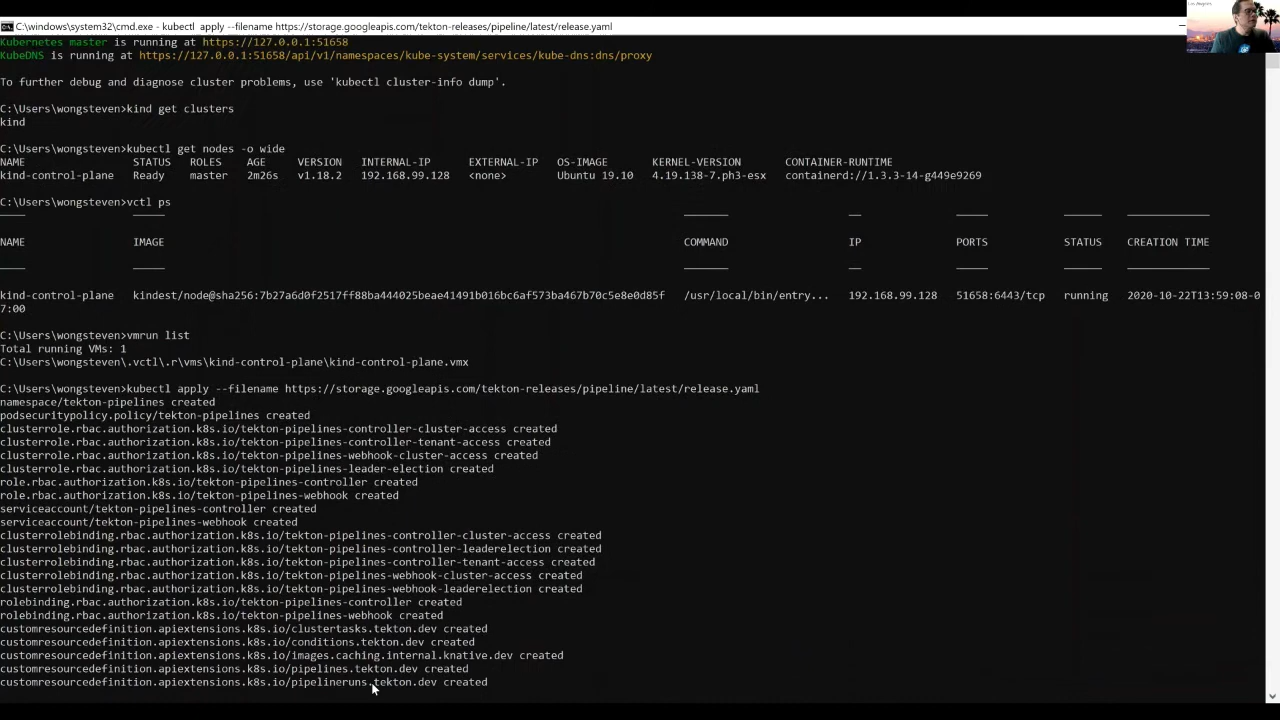 C:\windows\system32\cmd.exe - kubectl  apply --filename https://storage.googleapis.com/tekton-releases/pipeline/latest/release.yaml
Los Angeles
Kubernetes master is running at https://127.0.0.1:51658
KubeDNS is running at https://127.0.0.1:51658/api/v1/namespaces/kube-system/services/kube-dns:dns/proxy
To further debug and diagnose cluster problems, use 'kubectl cluster-info dump'.
C:\Users\wongsteven>kind get clusters
kind
C:\Users\wongsteven>kubectl get nodes -o wide
NAME STATUS ROLES AGE VERSION INTERNAL-IP EXTERNAL-IP OS-IMAGE KERNEL-VERSION CONTAINER-RUNTIME
kind-control-plane Ready master 2m26s v1.18.2 192.168.99.128 <none> Ubuntu 19.10 4.19.138-7.ph3-esx containerd://1.3.3-14-g449e9269
C:\Users\wongsteven>vctl ps
NAME IMAGE COMMAND IP PORTS STATUS CREATION TIME
kind-control-plane kindest/node@sha256:7b27a6d0f2517ff88ba444025beae41491b016bc6af573ba467b70c5e8e0d85f /usr/local/bin/entry... 192.168.99.128 51658:6443/tcp running 2020-10-22T13:59:08-0
7:00
C:\Users\wongsteven>vmrun list
Total running VMs: 1
C:\Users\wongsteven\.vctl\.r\vms\kind-control-plane\kind-control-plane.vmx
C:\Users\wongsteven>kubectl apply --filename https://storage.googleapis.com/tekton-releases/pipeline/latest/release.yaml
namespace/tekton-pipelines created
podsecuritypolicy.policy/tekton-pipelines created
clusterrole.rbac.authorization.k8s.io/tekton-pipelines-controller-cluster-access created
clusterrole.rbac.authorization.k8s.io/tekton-pipelines-controller-tenant-access created
clusterrole.rbac.authorization.k8s.io/tekton-pipelines-webhook-cluster-access created
clusterrole.rbac.authorization.k8s.io/tekton-pipelines-leader-election created
role.rbac.authorization.k8s.io/tekton-pipelines-controller created
role.rbac.authorization.k8s.io/tekton-pipelines-webhook created
serviceaccount/tekton-pipelines-controller created
serviceaccount/tekton-pipelines-webhook created
clusterrolebinding.rbac.authorization.k8s.io/tekton-pipelines-controller-cluster-access created
clusterrolebinding.rbac.authorization.k8s.io/tekton-pipelines-controller-leaderelection created
clusterrolebinding.rbac.authorization.k8s.io/tekton-pipelines-controller-tenant-access created
clusterrolebinding.rbac.authorization.k8s.io/tekton-pipelines-webhook-cluster-access created
clusterrolebinding.rbac.authorization.k8s.io/tekton-pipelines-webhook-leaderelection created
rolebinding.rbac.authorization.k8s.io/tekton-pipelines-controller created
rolebinding.rbac.authorization.k8s.io/tekton-pipelines-webhook created
customresourcedefinition.apiextensions.k8s.io/clustertasks.tekton.dev created
customresourcedefinition.apiextensions.k8s.io/conditions.tekton.dev created
customresourcedefinition.apiextensions.k8s.io/images.caching.internal.knative.dev created
customresourcedefinition.apiextensions.k8s.io/pipelines.tekton.dev created
customresourcedefinition.apiextensions.k8s.io/pipelineruns.tekton.dev created